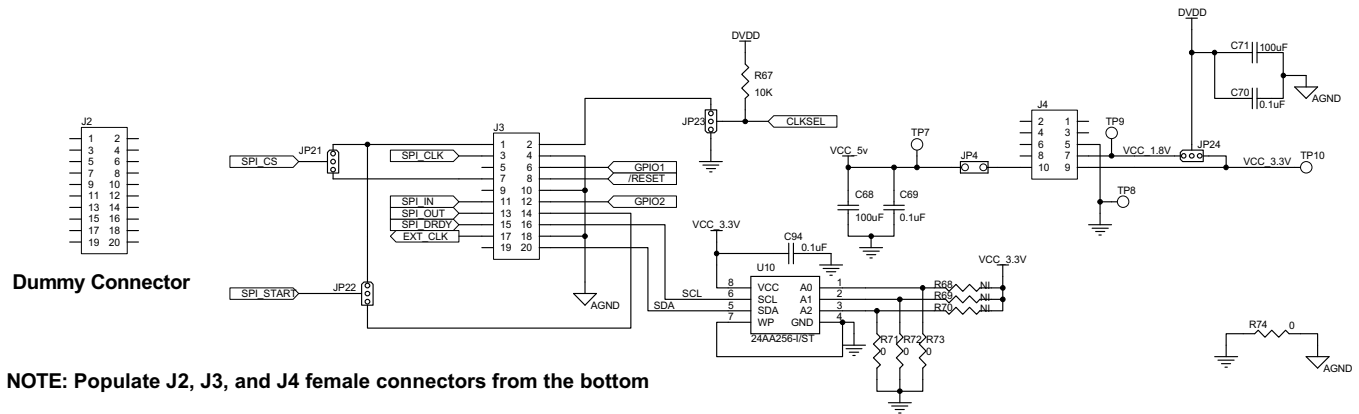 DVDD
C71
100uF
C70
0.1uF
AGND
DVDD
R67
10K
JP23
CLKSEL
J2
1 2
3 4
5 6
7 8
9 10
11 12
13 14
15 16
17 18
19 20
Dummy Connector
SPI_CS
JP21
SPI_START
JP22
J3
1 2
3 4
5 6
7 8
9 10
11 12
13 14
15 16
17 18
19 20
SPI_CLK
SPI_IN
SPI_OUT
SPI_DRDY
EXT_CLK
GPIO1
/RESET
GPIO2
AGND
SCL
SDA
VCC_5v
C68
100uF
C69
0.1uF
TP7
JP4
J4
2 1
4 3
6 5
8 7
10 9
TP9
VCC_1.8V
JP24
VCC_3.3V
TP10
TP8
VCC_3.3V
C94
0.1uF
U10
8 VCC A0 1
6 SCL A1 2
5 SDA A2 3
7 WP GND 4
24AA256-I/ST
VCC_3.3V
R68 NI
R69 NI
R70 NI
R71 R72 R73
0 0 0
R74 0
AGND
NOTE: Populate J2, J3, and J4 female connectors from the bottom